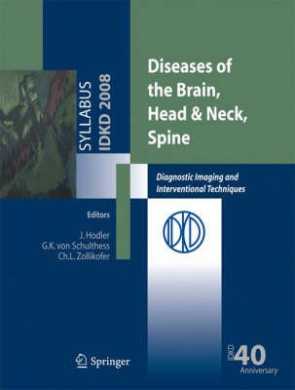 SYLLABUS
IDKD 2008
Diseases of
the Brain,
Head & Neck,
Spine
Diagnostic Imaging and
Interventional Techniques
Editors
J. Hodler
G.K. von Schulthess
Ch.L. Zollikofer
IDKD
Springer
IDKD 40
Anniversary